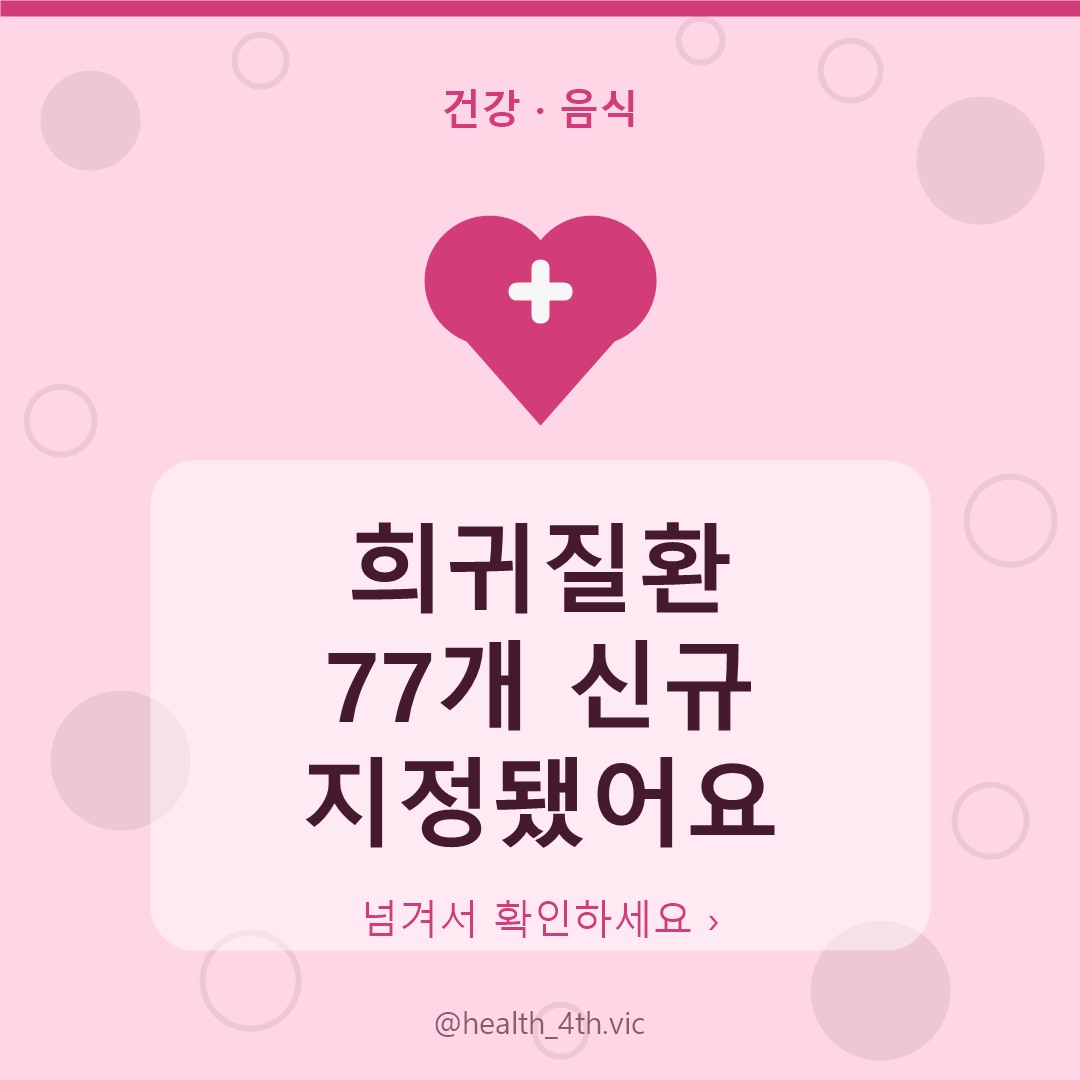 건강 · 음식
희귀질환
77개 신규
지정됐어요
넘겨서 확인하세요 ›
@health_4th.vic